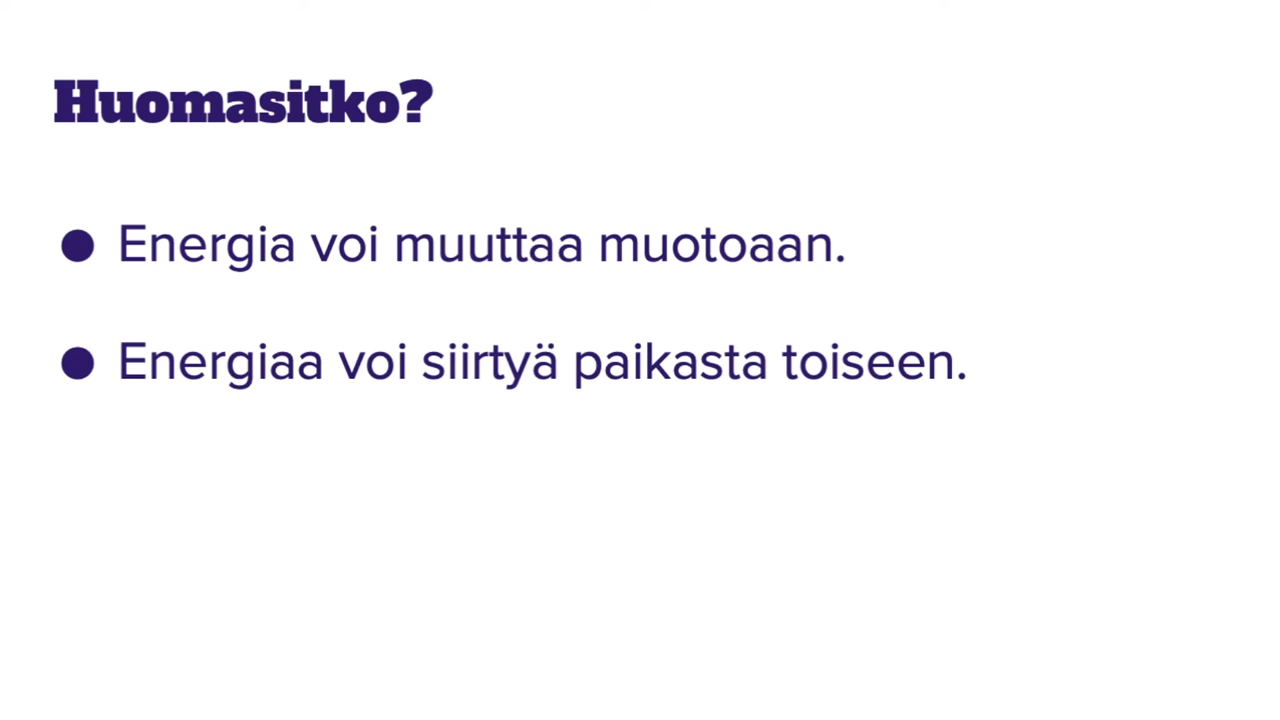 Huomasitko?
● Energia voi muuttaa muotoaan.
● Energiaa voi siirtyä paikasta toiseen.